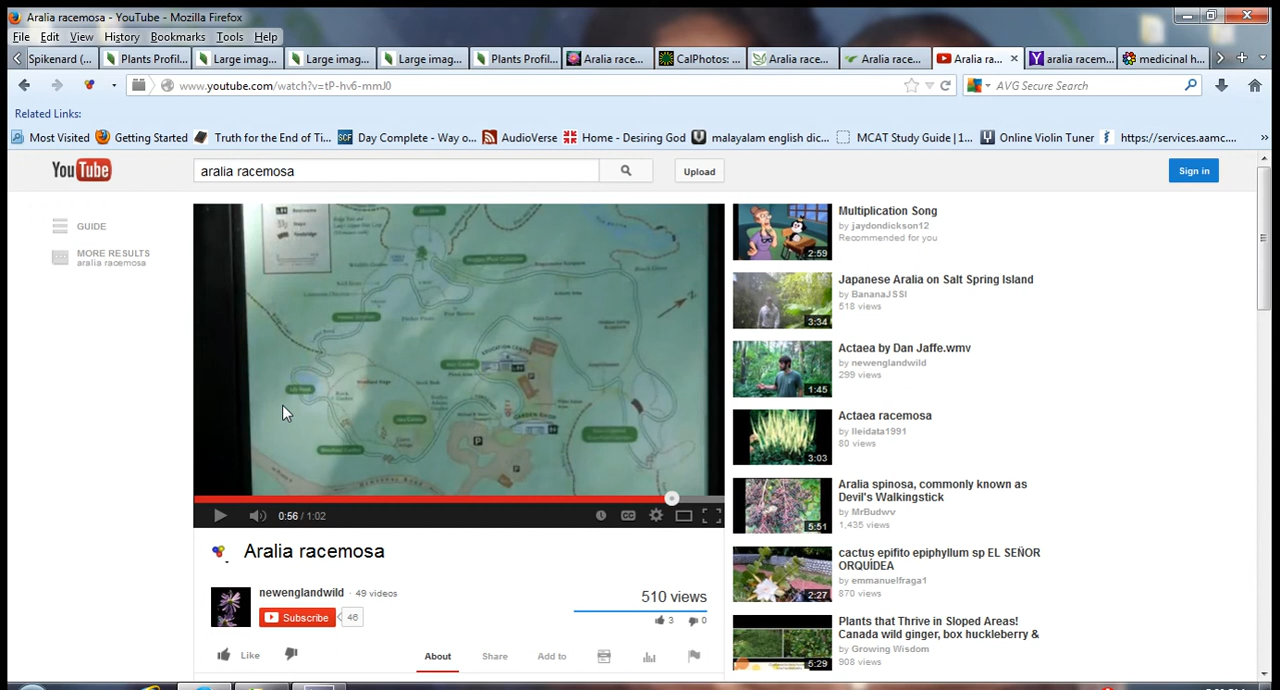 Aralia racemosa - YouTube - Mozilla Firefox
File Edit View History Bookmarks Tools Help
Spikenard (... Plants Profil... Large imag... Large imag... Large imag... Plants Profil... Aralia race... CalPhotos: ... Aralia race... Aralia race... Aralia ra... aralia racem... medicinal h...
www.youtube.com/watch?v=tP-hv6-mmJ0 AVG Secure Search
Related Links:
Most Visited Getting Started Truth for the End of Ti... SCF Day Complete - Way o... AudioVerse Home - Desiring God malayalam english dic... MCAT Study Guide | 1... Online Violin Tuner https://services.aamc....
YouTube aralia racemosa Upload Sign in
GUIDE
MORE RESULTS
aralia racemosa
EDUCATION CENTER
GARDEN SHOP
P
0:56 / 1:02 CC
Aralia racemosa
newenglandwild · 49 videos
Subscribe 46
510 views
3 0
Like About Share Add to
Multiplication Song
by jaydondickson12
Recommended for you
2:59
Japanese Aralia on Salt Spring Island
by BananaJSSI
518 views
3:34
Actaea by Dan Jaffe.wmv
by newenglandwild
299 views
1:45
Actaea racemosa
by lleidata1991
80 views
3:03
Aralia spinosa, commonly known as
Devil's Walkingstick
by MrBudwv
1,435 views
5:51
cactus epifito epiphyllum sp EL SEÑOR
ORQUÍDEA
by emmanuelfraga1
870 views
2:27
Plants that Thrive in Sloped Areas!
Canada wild ginger, box huckleberry &
by Growing Wisdom
908 views
5:29